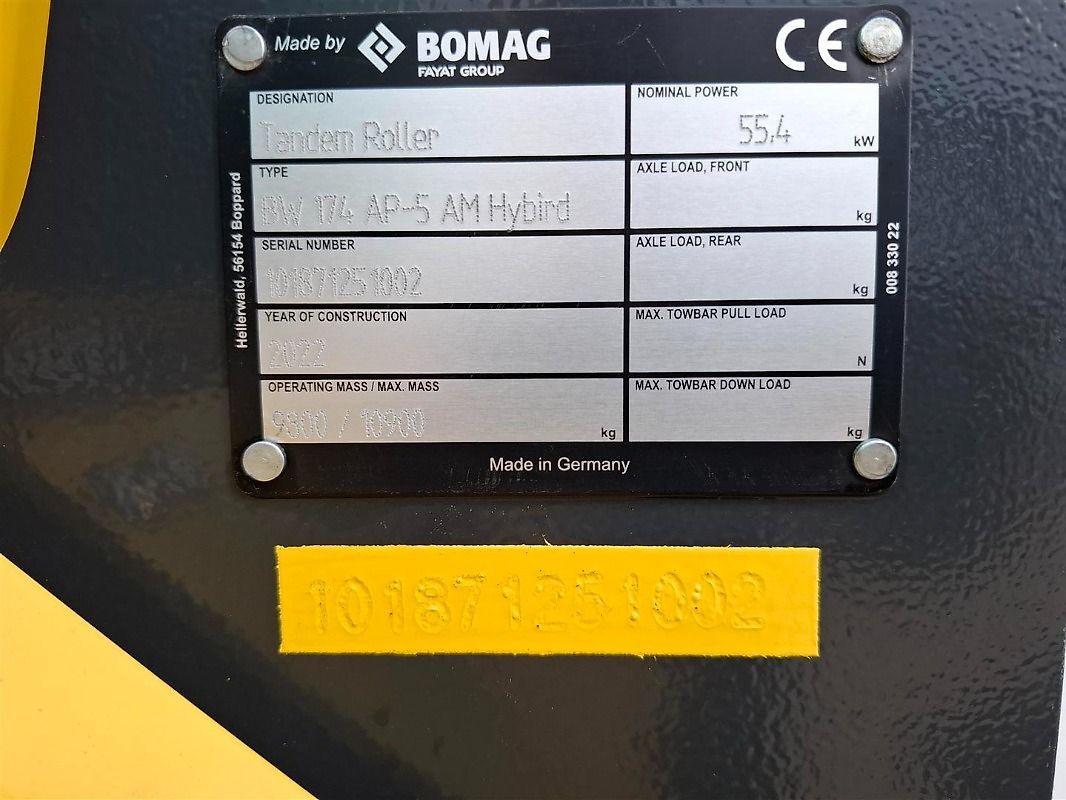 Made by BOMAG
FAYAT GROUP
CE
DESIGNATION
Tandem Roller
NOMINAL POWER
55,4 kW
TYPE
BW 174 AP-5 AM Hybird
AXLE LOAD, FRONT
kg
SERIAL NUMBER
101871251002
AXLE LOAD, REAR
kg
YEAR OF CONSTRUCTION
2022
MAX. TOWBAR PULL LOAD
N
OPERATING MASS / MAX. MASS
9800 / 10900 kg
MAX. TOWBAR DOWN LOAD
kg
Hellerwald, 56154 Boppard
008 330 22
Made in Germany
101871251002